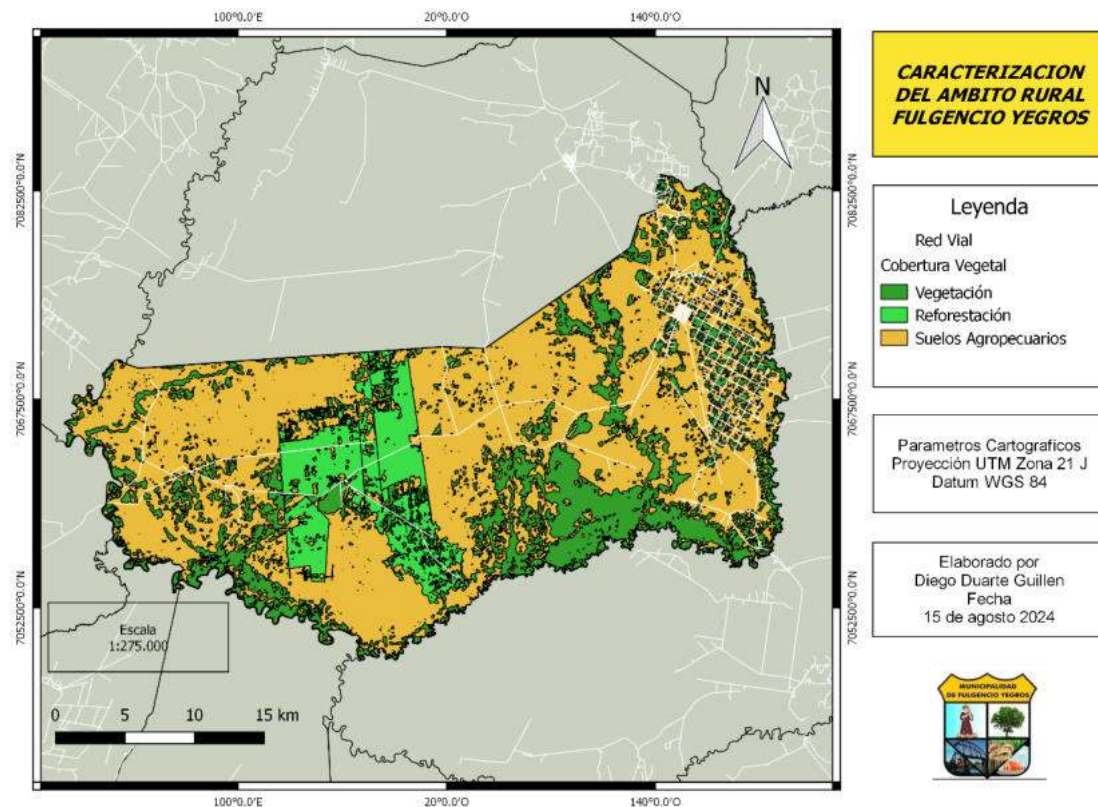 100°0.0'E 20°0.0'O 140°0.0'O
7082500°0.0'N 7082500°0.0'N
7067500°0.0'N 7067500°0.0'N
7052500°0.0'N 7052500°0.0'N
N
Escala
1:275.000
0 5 10 15 km
100°0.0'E 20°0.0'O 140°0.0'O
CARACTERIZACION
DEL AMBITO RURAL
FULGENCIO YEGROS
Leyenda
Red Vial
Cobertura Vegetal
Vegetación
Reforestación
Suelos Agropecuarios
Parametros Cartograficos
Proyección UTM Zona 21 J
Datum WGS 84
Elaborado por
Diego Duarte Guillen
Fecha
15 de agosto 2024
MUNICIPALIDAD
DE FULGENCIO YEGROS